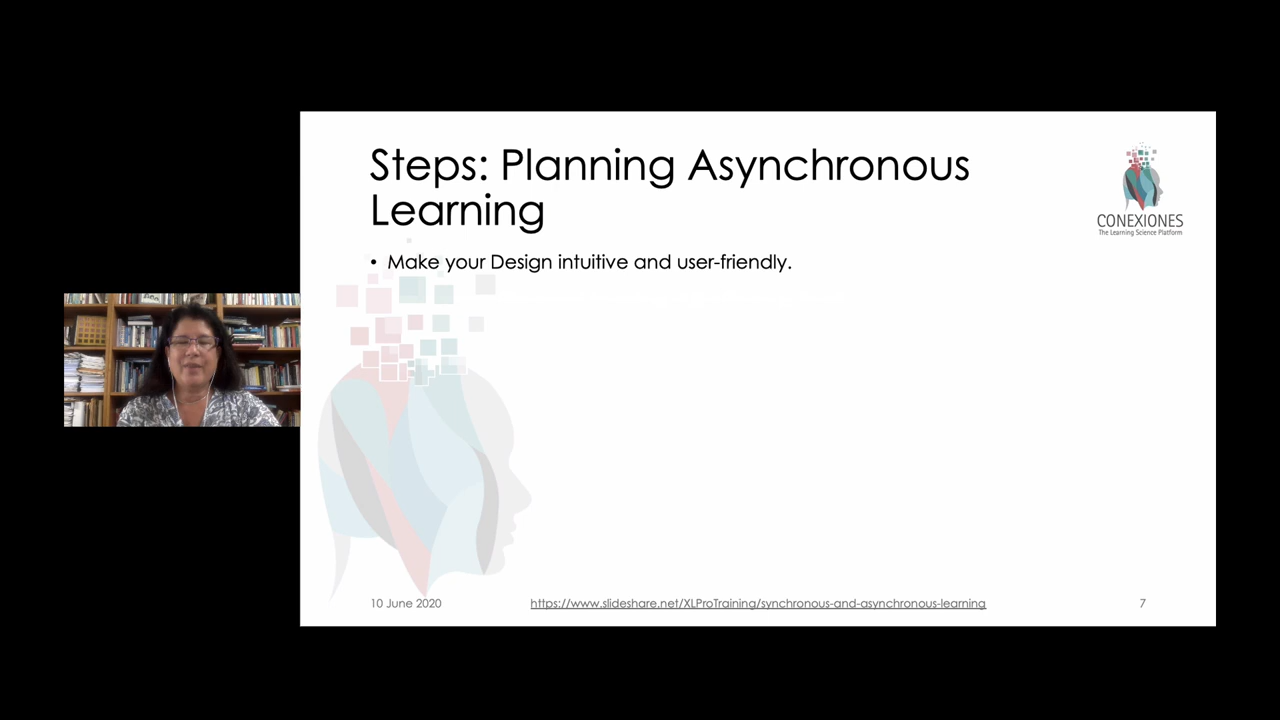 Steps: Planning Asynchronous
Learning
CONEXIONES
The Learning Science Platform
• Make your Design intuitive and user-friendly.
10 June 2020
https://www.slideshare.net/XLProTraining/synchronous-and-asynchronous-learning
7